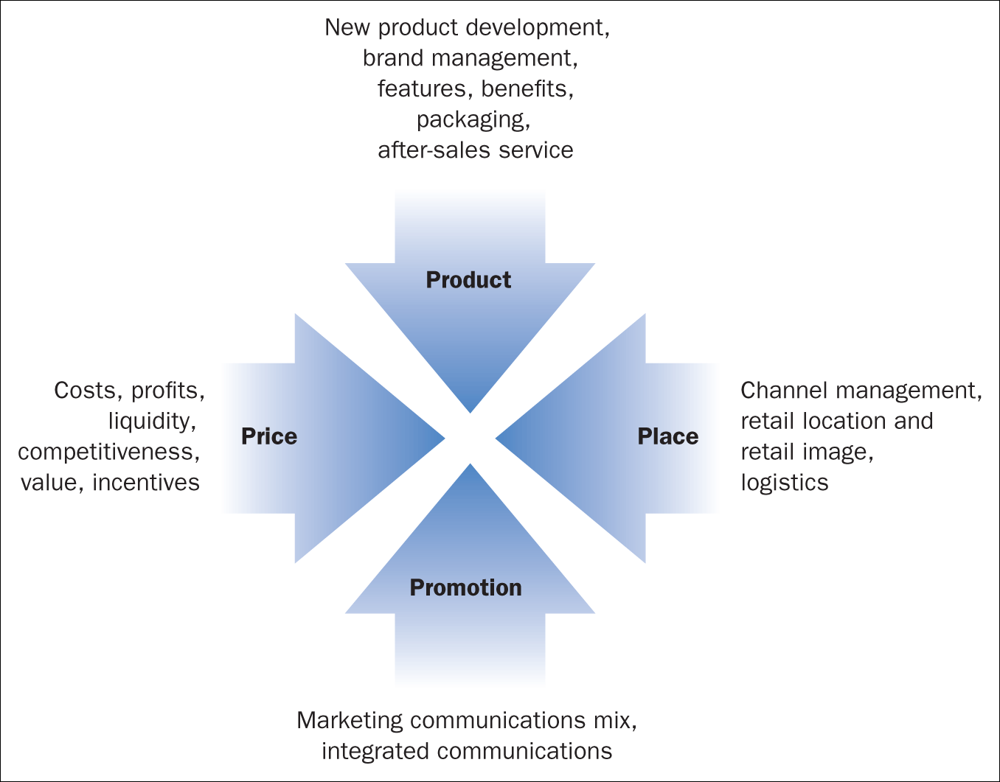 New product development,
brand management,
features, benefits,
packaging,
after-sales service
Product
Costs, profits,
liquidity,
competitiveness,
value, incentives
Price
Place
Channel management,
retail location and
retail image,
logistics
Promotion
Marketing communications mix,
integrated communications